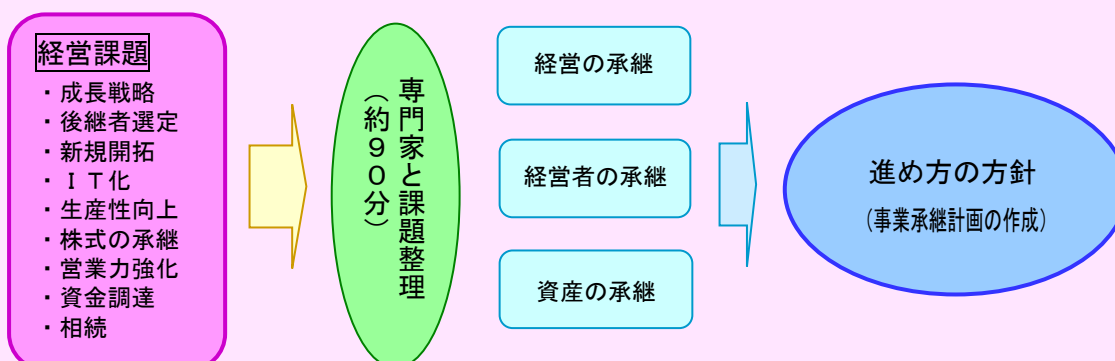 経営課題
・成長戦略
・後継者選定
・新規開拓
・ＩＴ化
・生産性向上
・株式の承継
・営業力強化
・資金調達
・相続
専門家と課題整理
（約９０分）
経営の承継
経営者の承継
資産の承継
進め方の方針
（事業承継計画の作成）